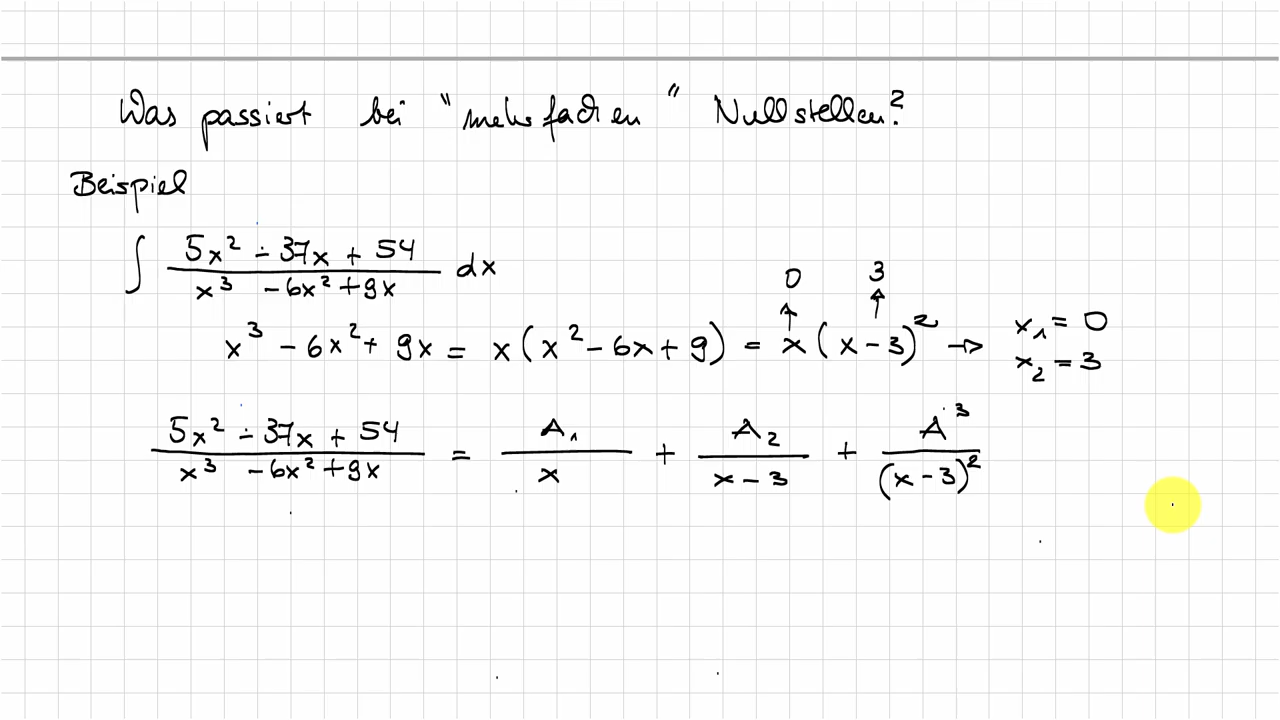 Was passiert bei "mehrfachen" Nullstellen?
Beispiel
∫ (5x² - 37x + 54)/(x³ - 6x² + 9x) dx
0 3
x³ - 6x² + 9x = x(x² - 6x + 9) = x(x - 3)² → x₁ = 0
x₂ = 3
(5x² - 37x + 54)/(x³ - 6x² + 9x) = A₁/x + A₂/(x - 3) + A³/(x - 3)²